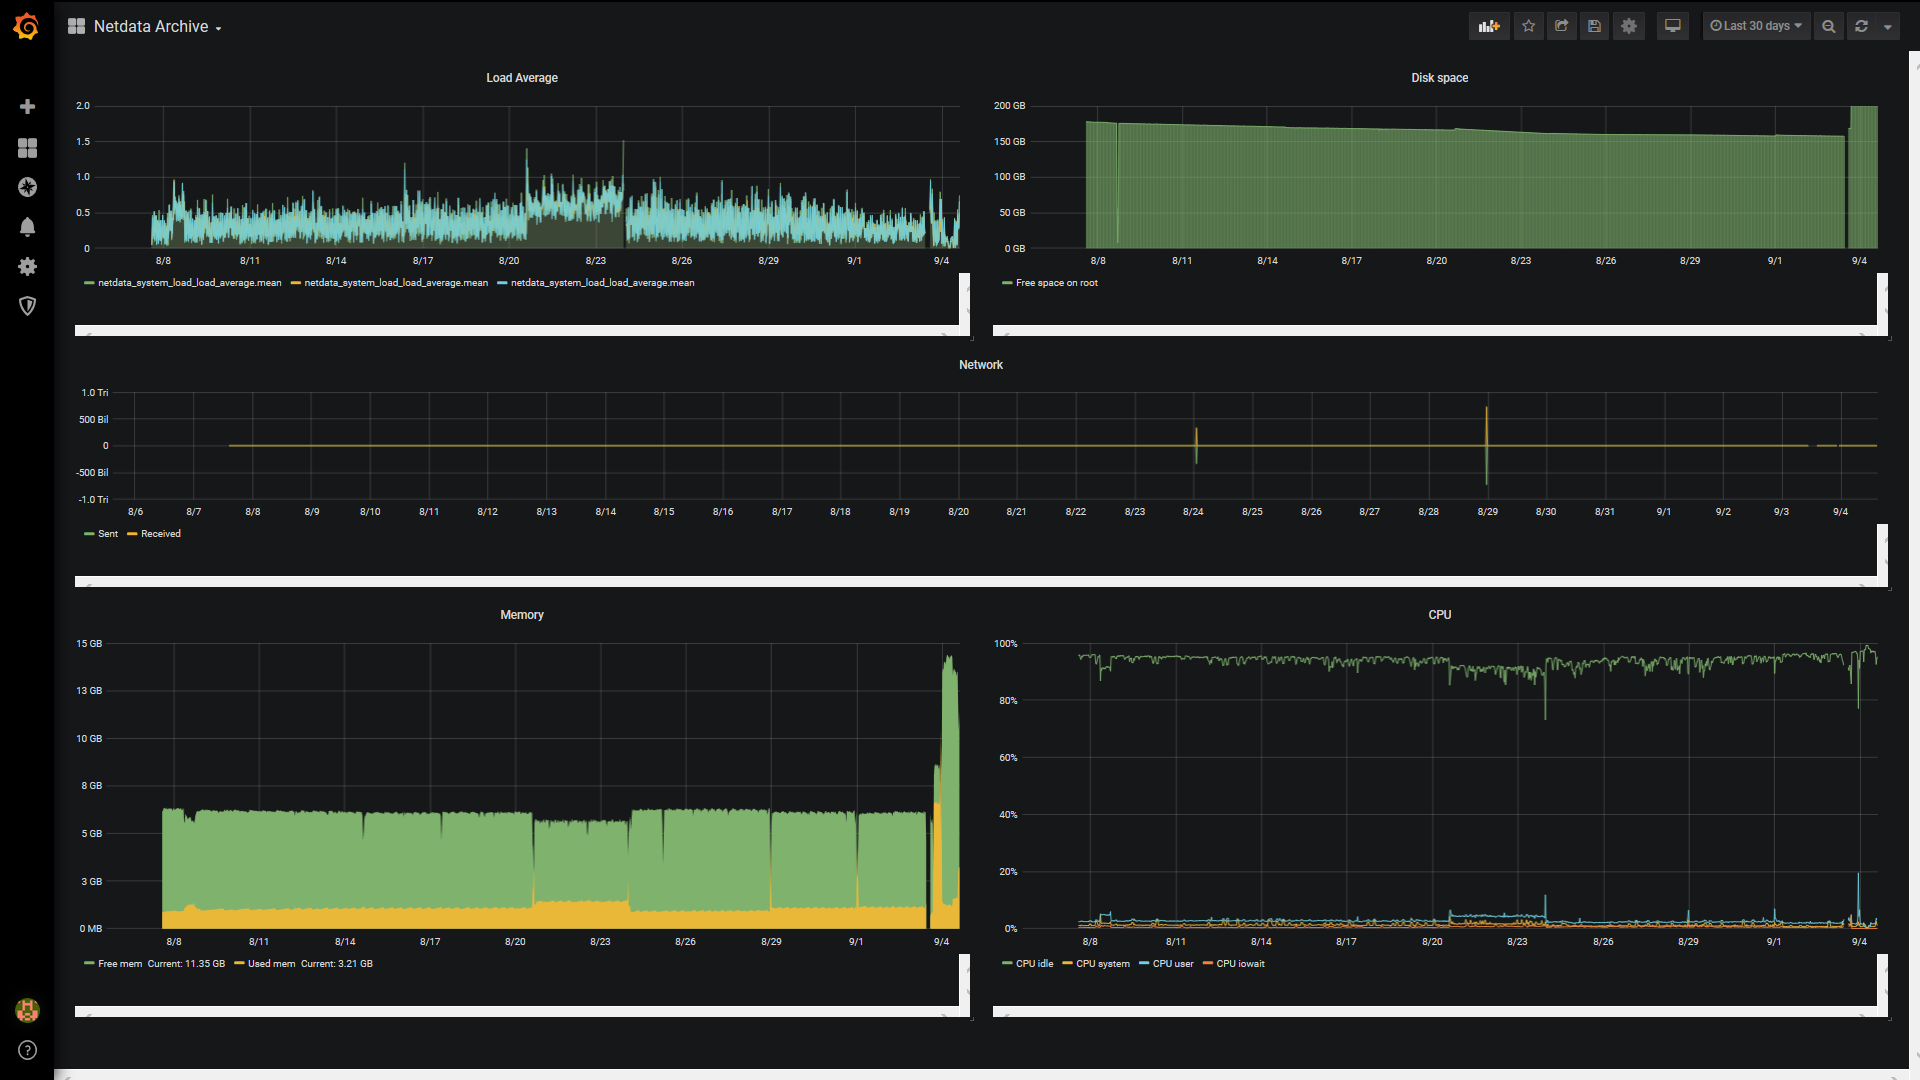 Netdata Archive
Last 30 days
Load Average
2.0
1.5
1.0
0.5
0
8/8 8/11 8/14 8/17 8/20 8/23 8/26 8/29 9/1 9/4
netdata_system_load_load_average.mean netdata_system_load_load_average.mean netdata_system_load_load_average.mean
Disk space
200 GB
150 GB
100 GB
50 GB
0 GB
8/8 8/11 8/14 8/17 8/20 8/23 8/26 8/29 9/1 9/4
Free space on root
Network
1.0 Tri
500 Bil
0
-500 Bil
-1.0 Tri
8/6 8/7 8/8 8/9 8/10 8/11 8/12 8/13 8/14 8/15 8/16 8/17 8/18 8/19 8/20 8/21 8/22 8/23 8/24 8/25 8/26 8/27 8/28 8/29 8/30 8/31 9/1 9/2 9/3 9/4
Sent Received
Memory
15 GB
13 GB
10 GB
8 GB
5 GB
3 GB
0 MB
8/8 8/11 8/14 8/17 8/20 8/23 8/26 8/29 9/1 9/4
Free mem Current: 11.35 GB Used mem Current: 3.21 GB
CPU
100%
80%
60%
40%
20%
0%
8/8 8/11 8/14 8/17 8/20 8/23 8/26 8/29 9/1 9/4
CPU idle CPU system CPU user CPU iowait